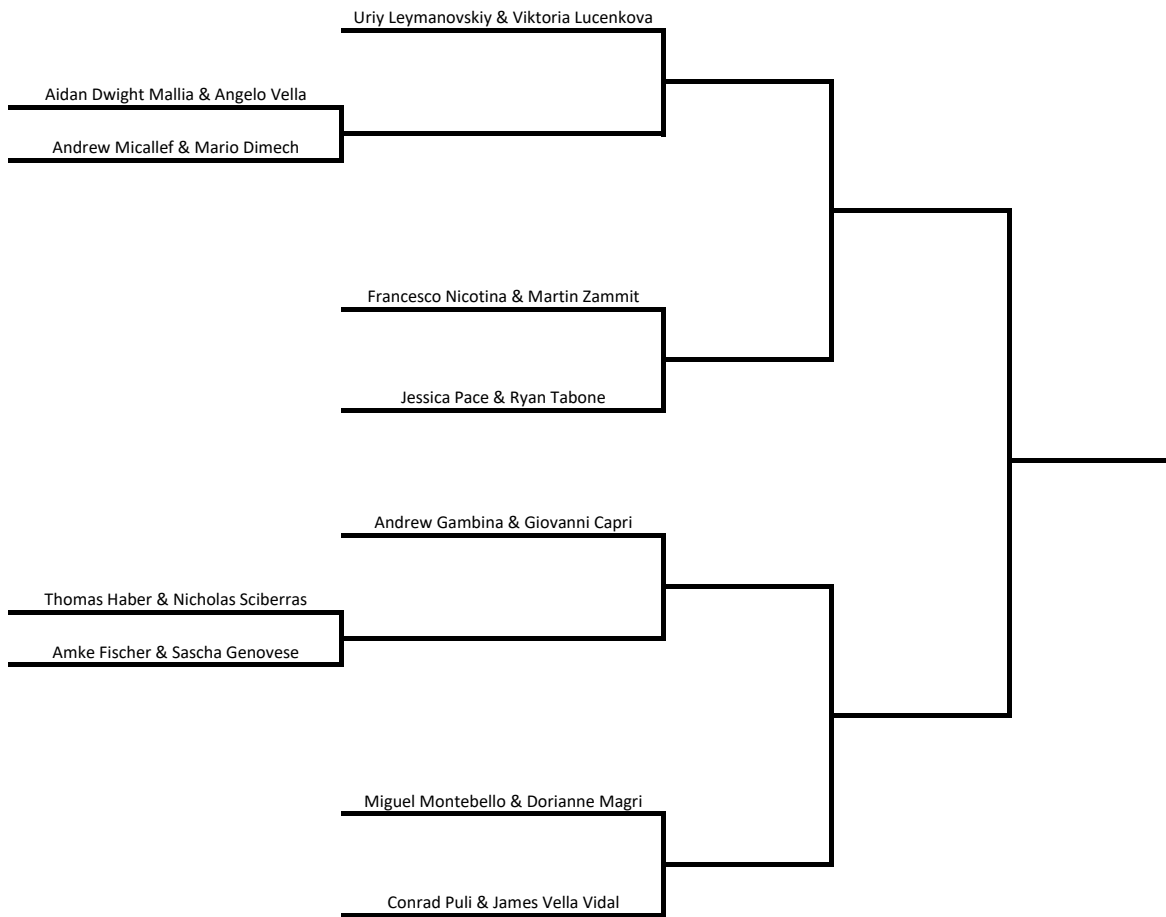 Uriy Leymanovskiy & Viktoria Lucenkova
Aidan Dwight Mallia & Angelo Vella
Andrew Micallef & Mario Dimech
Francesco Nicotina & Martin Zammit
Jessica Pace & Ryan Tabone
Andrew Gambina & Giovanni Capri
Thomas Haber & Nicholas Sciberras
Amke Fischer & Sascha Genovese
Miguel Montebello & Dorianne Magri
Conrad Puli & James Vella Vidal